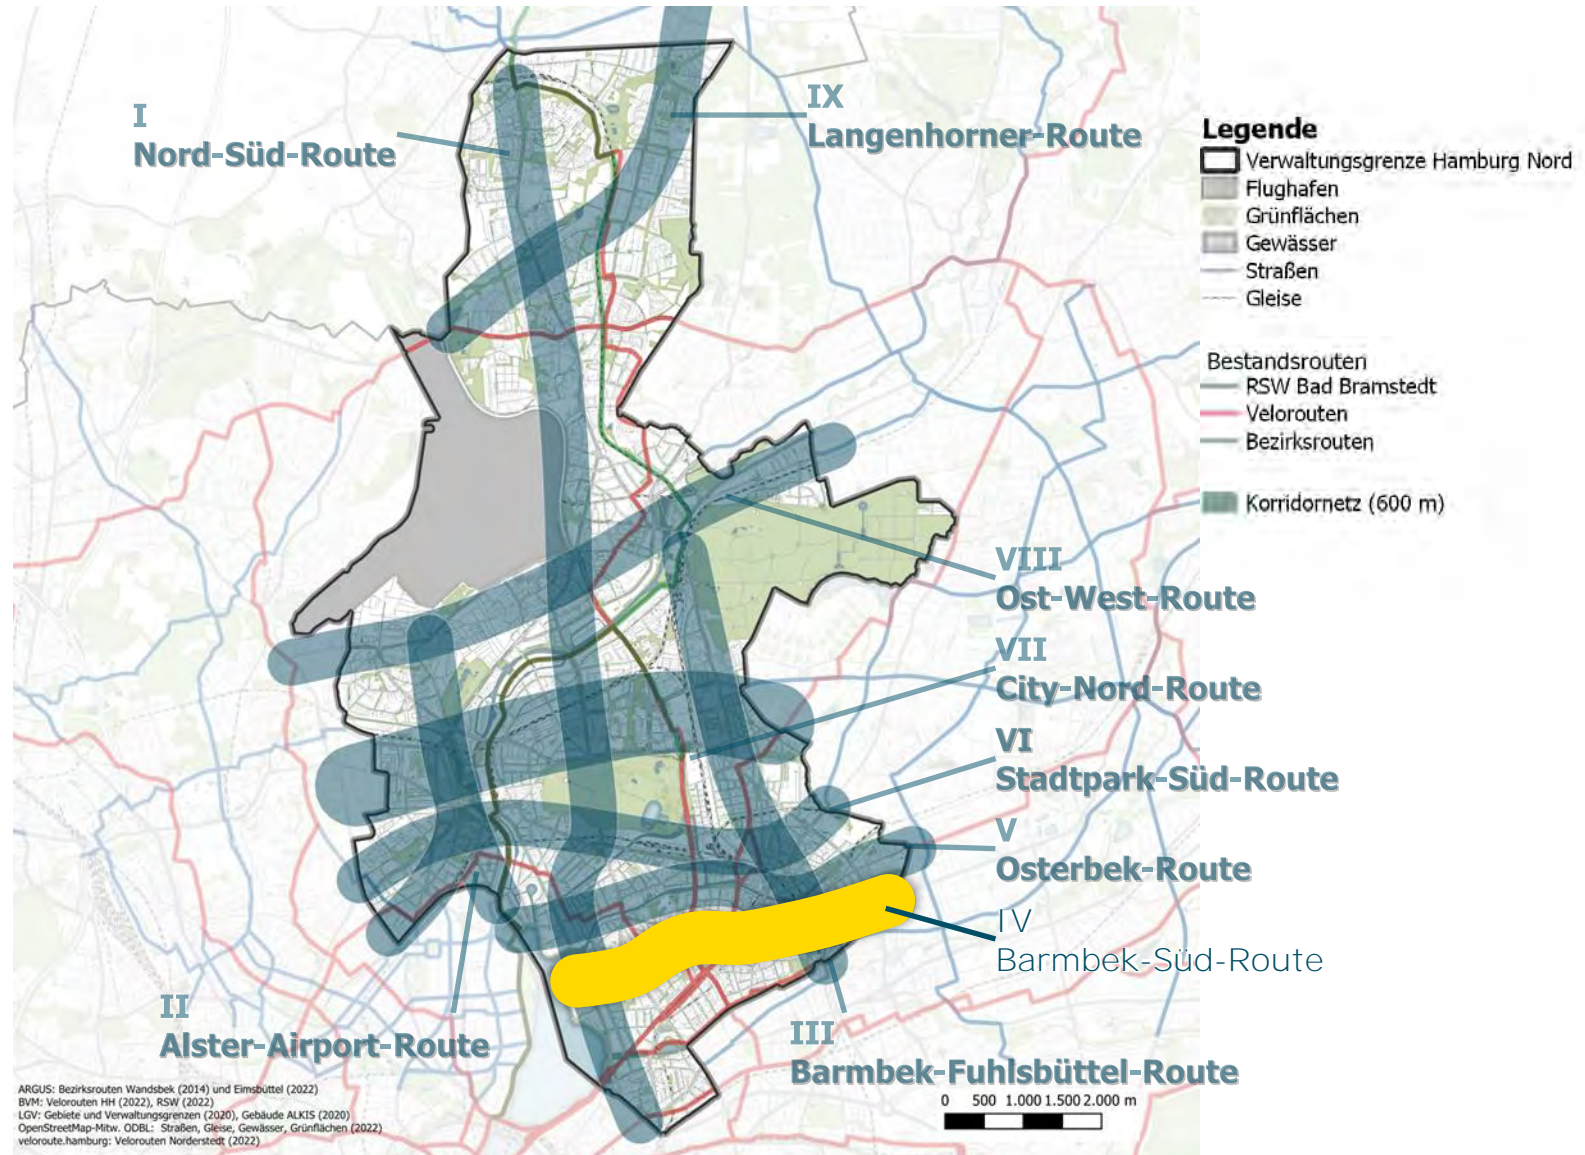 I
Nord-Süd-Route
IX
Langenhorner-Route
Legende
Verwaltungsgrenze Hamburg Nord
Flughafen
Grünflächen
Gewässer
Straßen
Gleise
Bestandsrouten
RSW Bad Bramstedt
Velorouten
Bezirksrouten
Korridornetz (600 m)
VIII
Ost-West-Route
VII
City-Nord-Route
VI
Stadtpark-Süd-Route
V
Osterbek-Route
IV
Barmbek-Süd-Route
II
Alster-Airport-Route
III
Barmbek-Fuhlsbüttel-Route
0 500 1.000 1.500 2.000 m
ARGUS: Bezirksrouten Wandsbek (2014) und Eimsbüttel (2022)
BVM: Velorouten HH (2022), RSW (2022)
LGV: Gebiete und Verwaltungsgrenzen (2020), Gebäude ALKIS (2020)
OpenStreetMap-Mitw. ODBL: Straßen, Gleise, Gewässer, Grünflächen (2022)
veloroute.hamburg: Velorouten Norderstedt (2022)